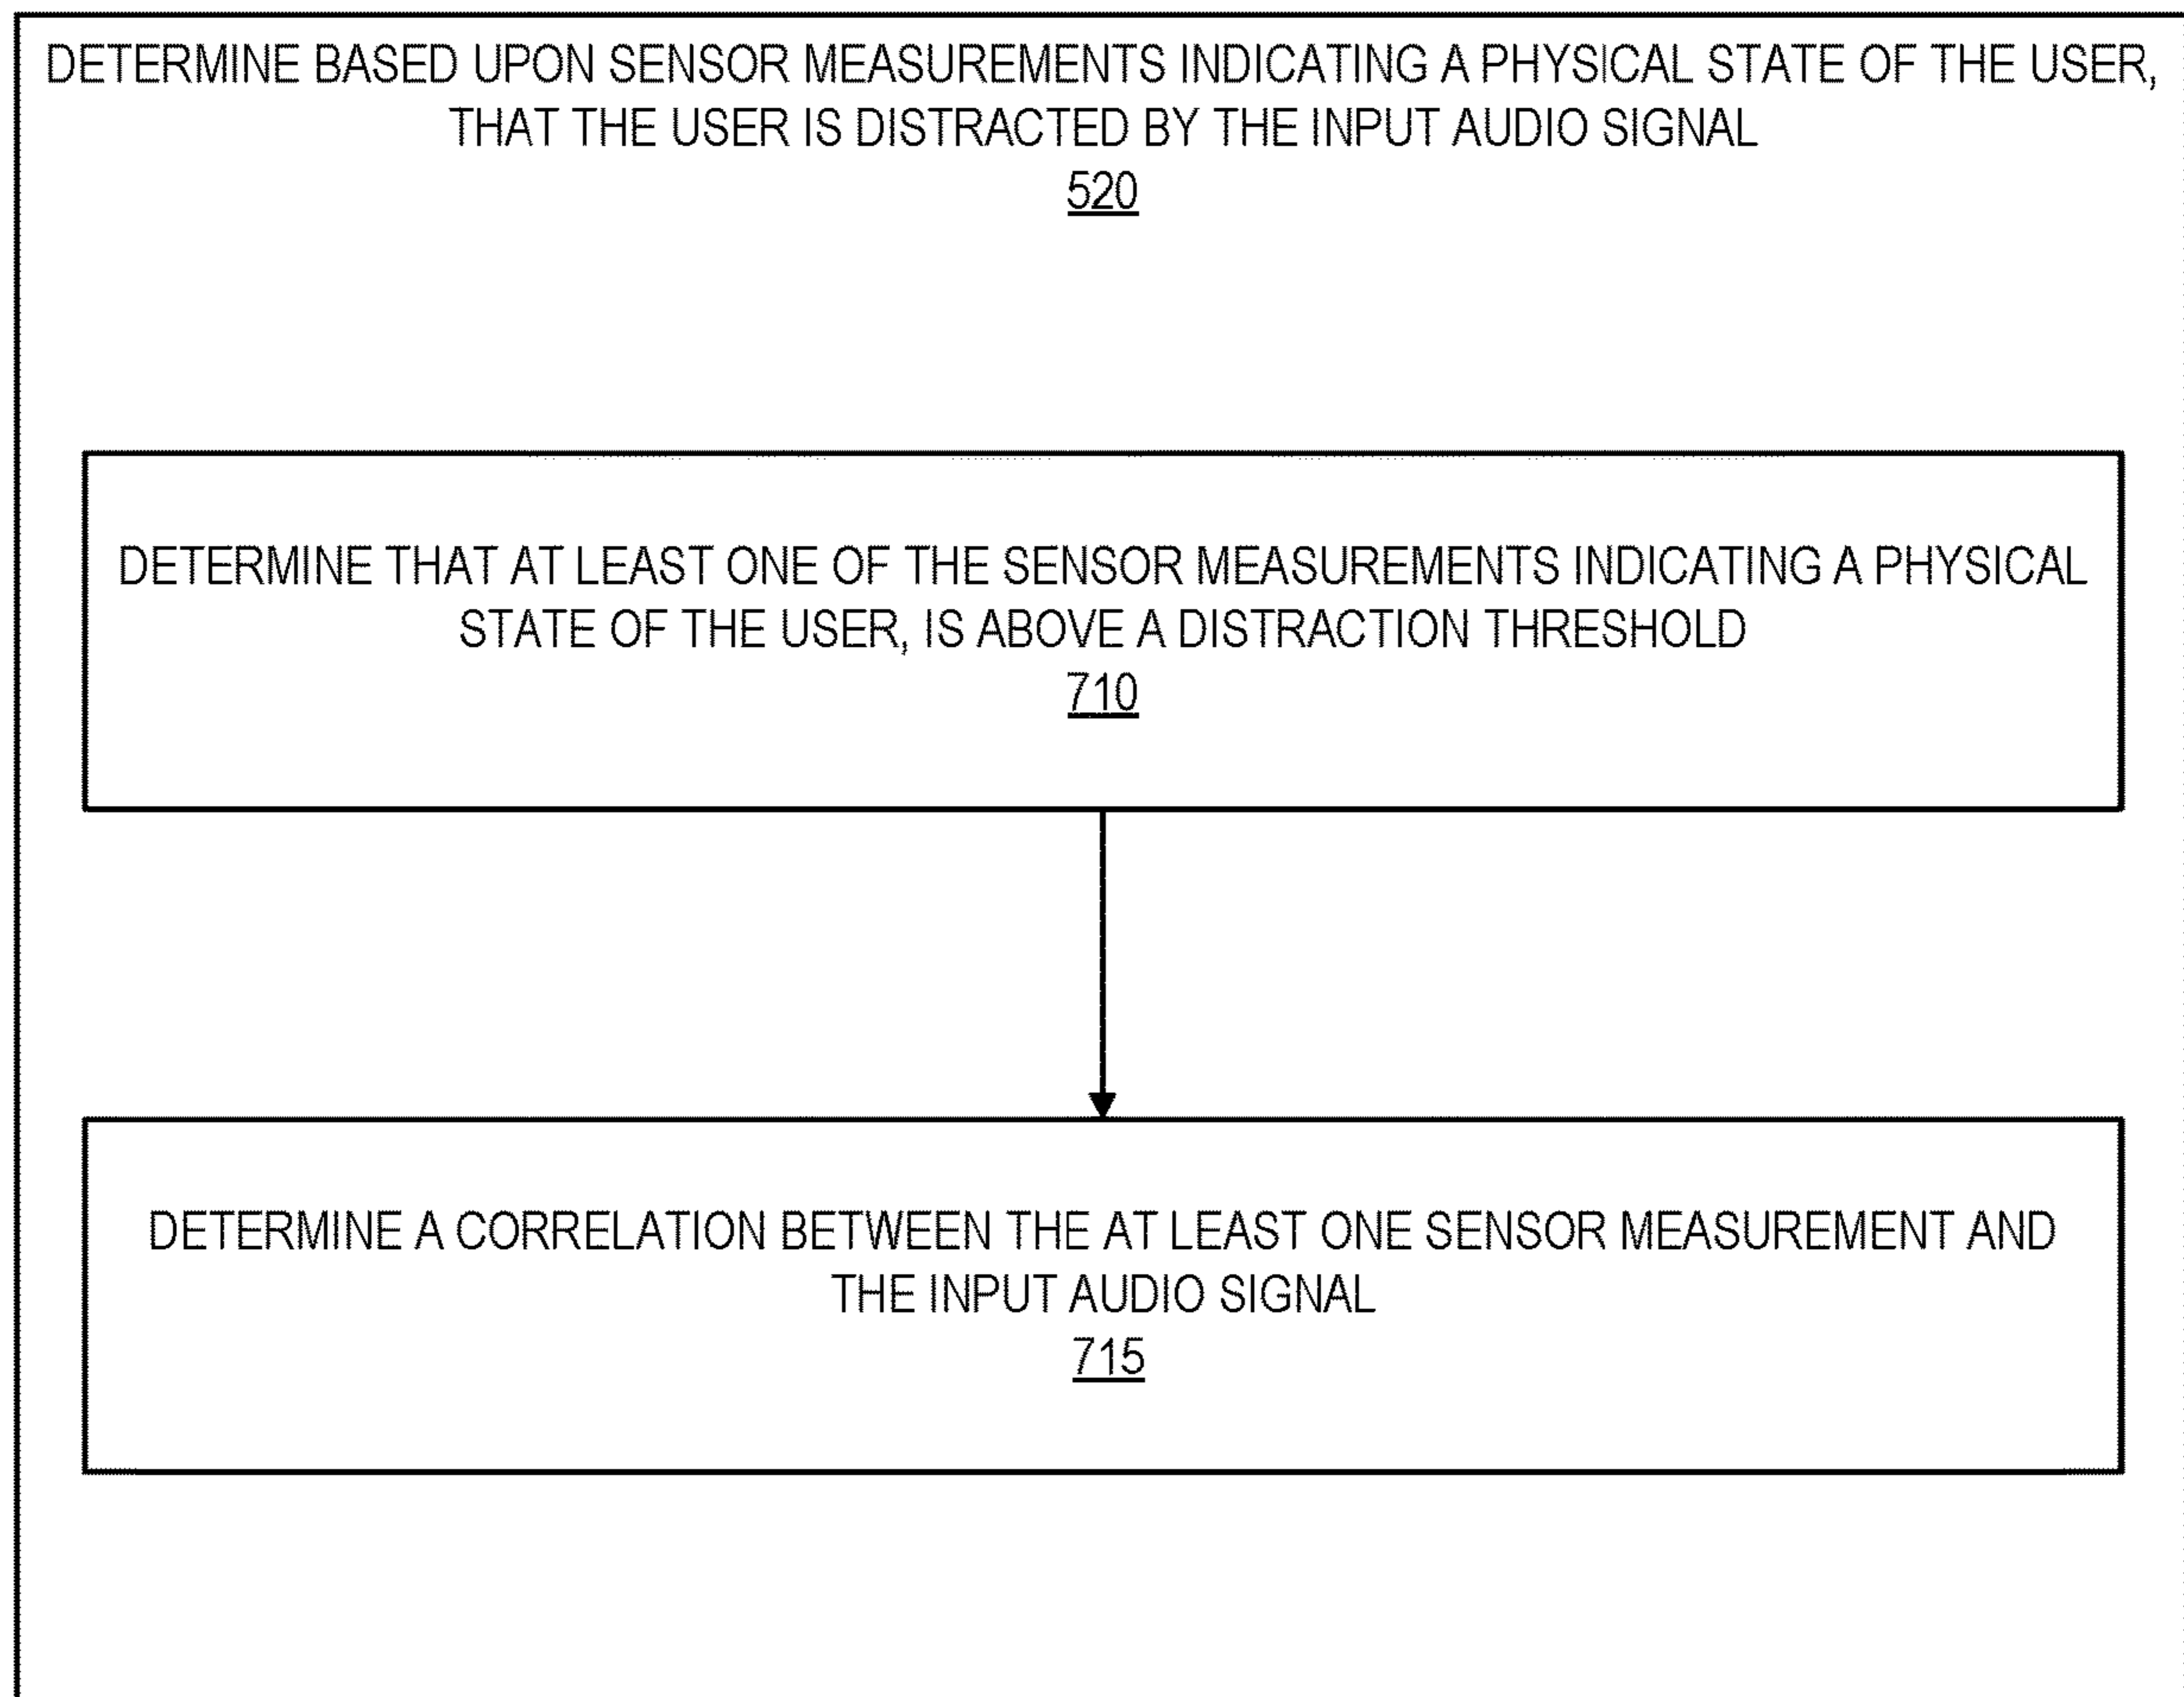 DETERMINE BASED UPON SENSOR MEASUREMENTS INDICATING A PHYSICAL STATE OF THE USER,
THAT THE USER IS DISTRACTED BY THE INPUT AUDIO SIGNAL
520
DETERMINE THAT AT LEAST ONE OF THE SENSOR MEASUREMENTS INDICATING A PHYSICAL
STATE OF THE USER, IS ABOVE A DISTRACTION THRESHOLD
710
DETERMINE A CORRELATION BETWEEN THE AT LEAST ONE SENSOR MEASUREMENT AND
THE INPUT AUDIO SIGNAL
715